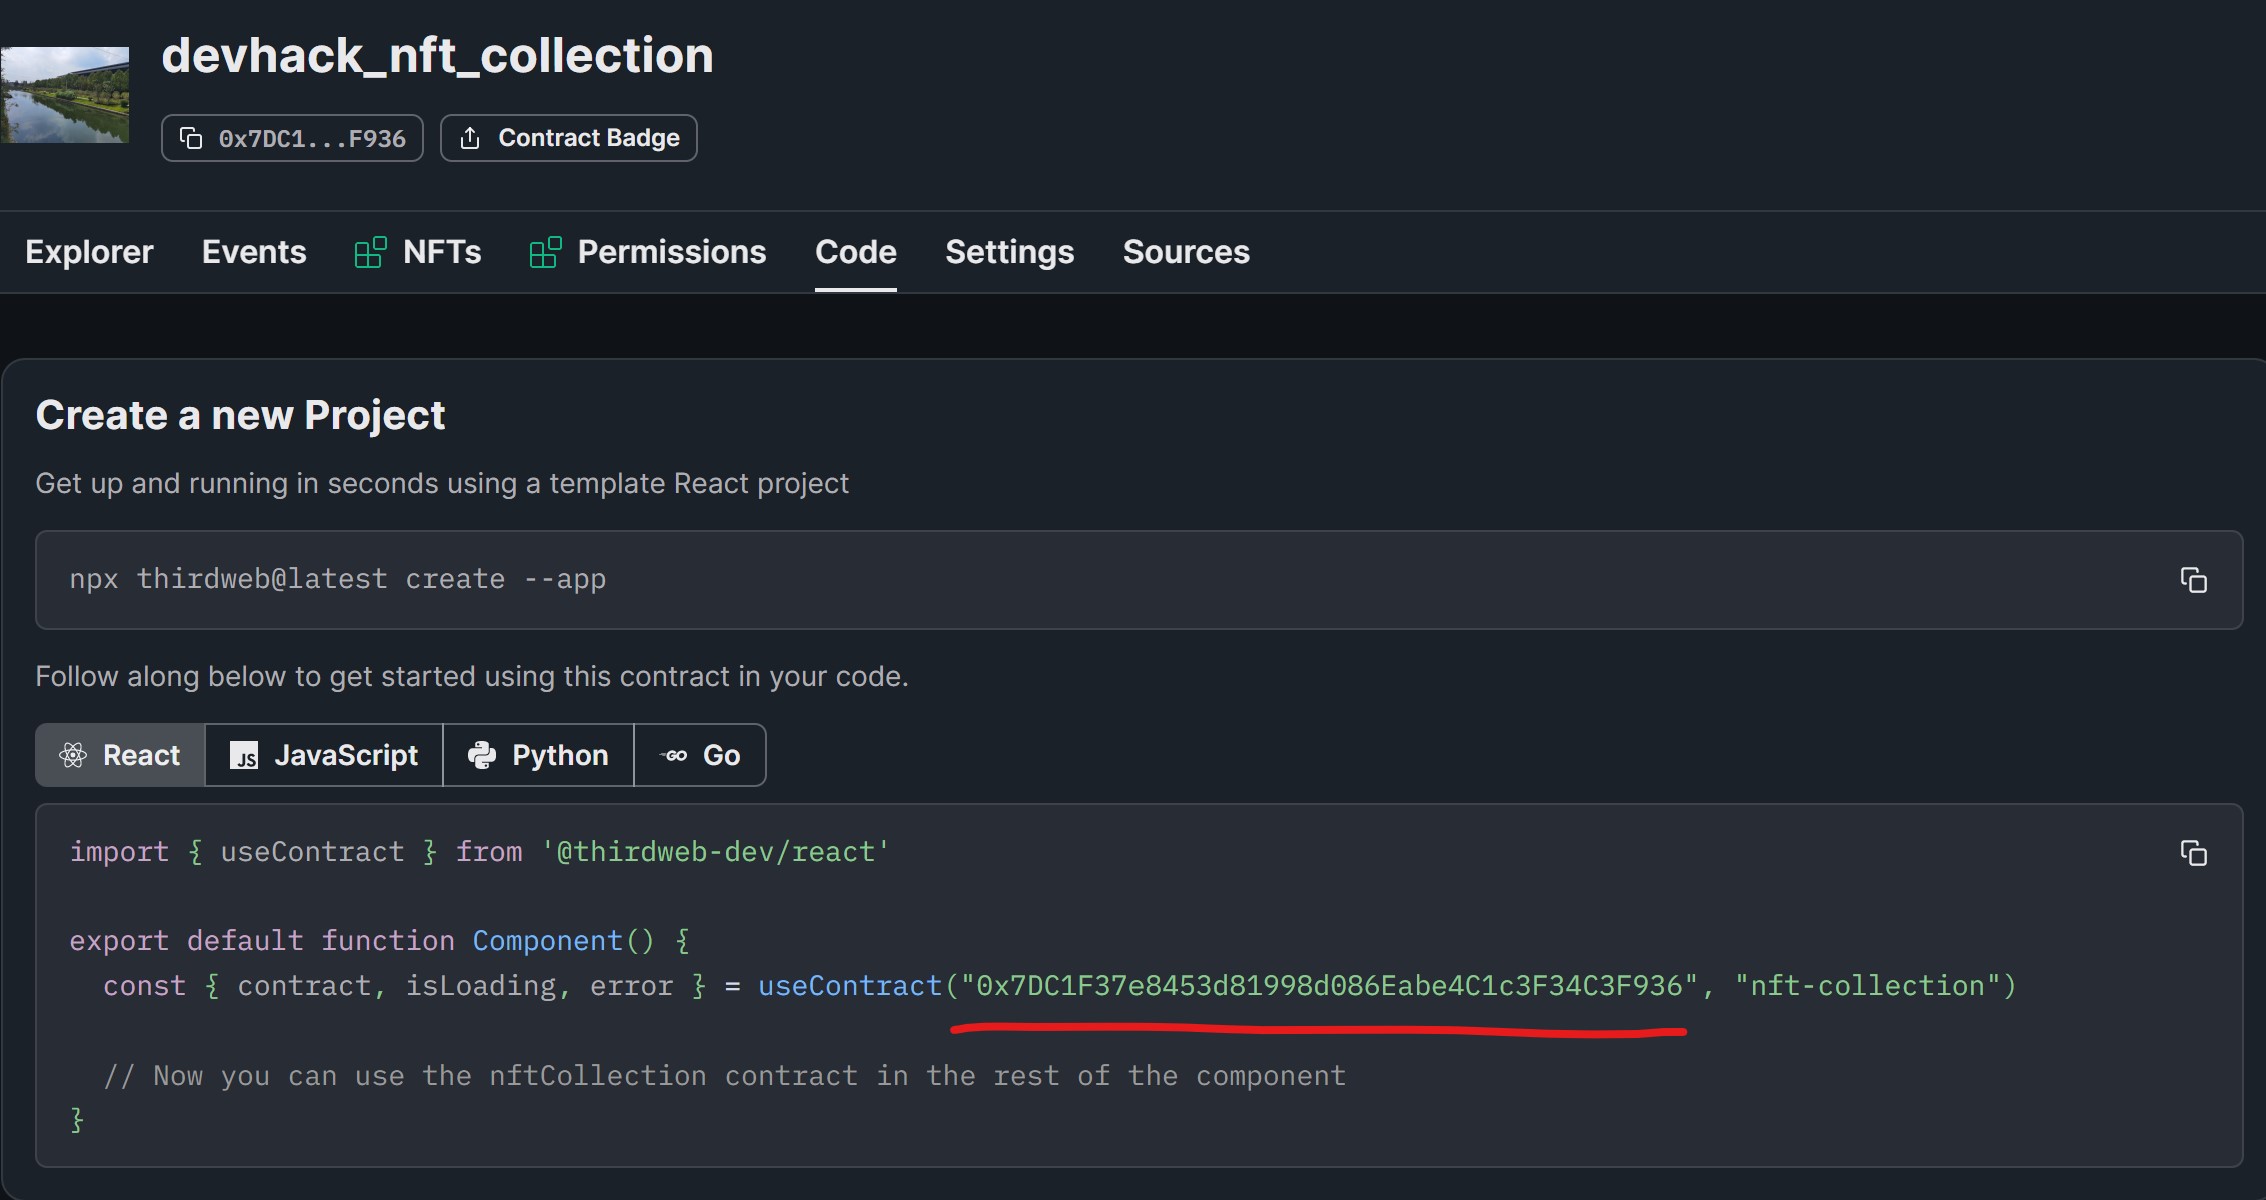 devhack_nft_collection
0x7DC1...F936
Contract Badge
Explorer
Events
NFTs
Permissions
Code
Settings
Sources
Create a new Project
Get up and running in seconds using a template React project
npx thirdweb@latest create --app
Follow along below to get started using this contract in your code.
React
JS JavaScript
Python
GO Go
import { useContract } from '@thirdweb-dev/react'
export default function Component() {
const { contract, isLoading, error } = useContract("0x7DC1F37e8453d81998d086Eabe4C1c3F34C3F936", "nft-collection")
// Now you can use the nftCollection contract in the rest of the component
}